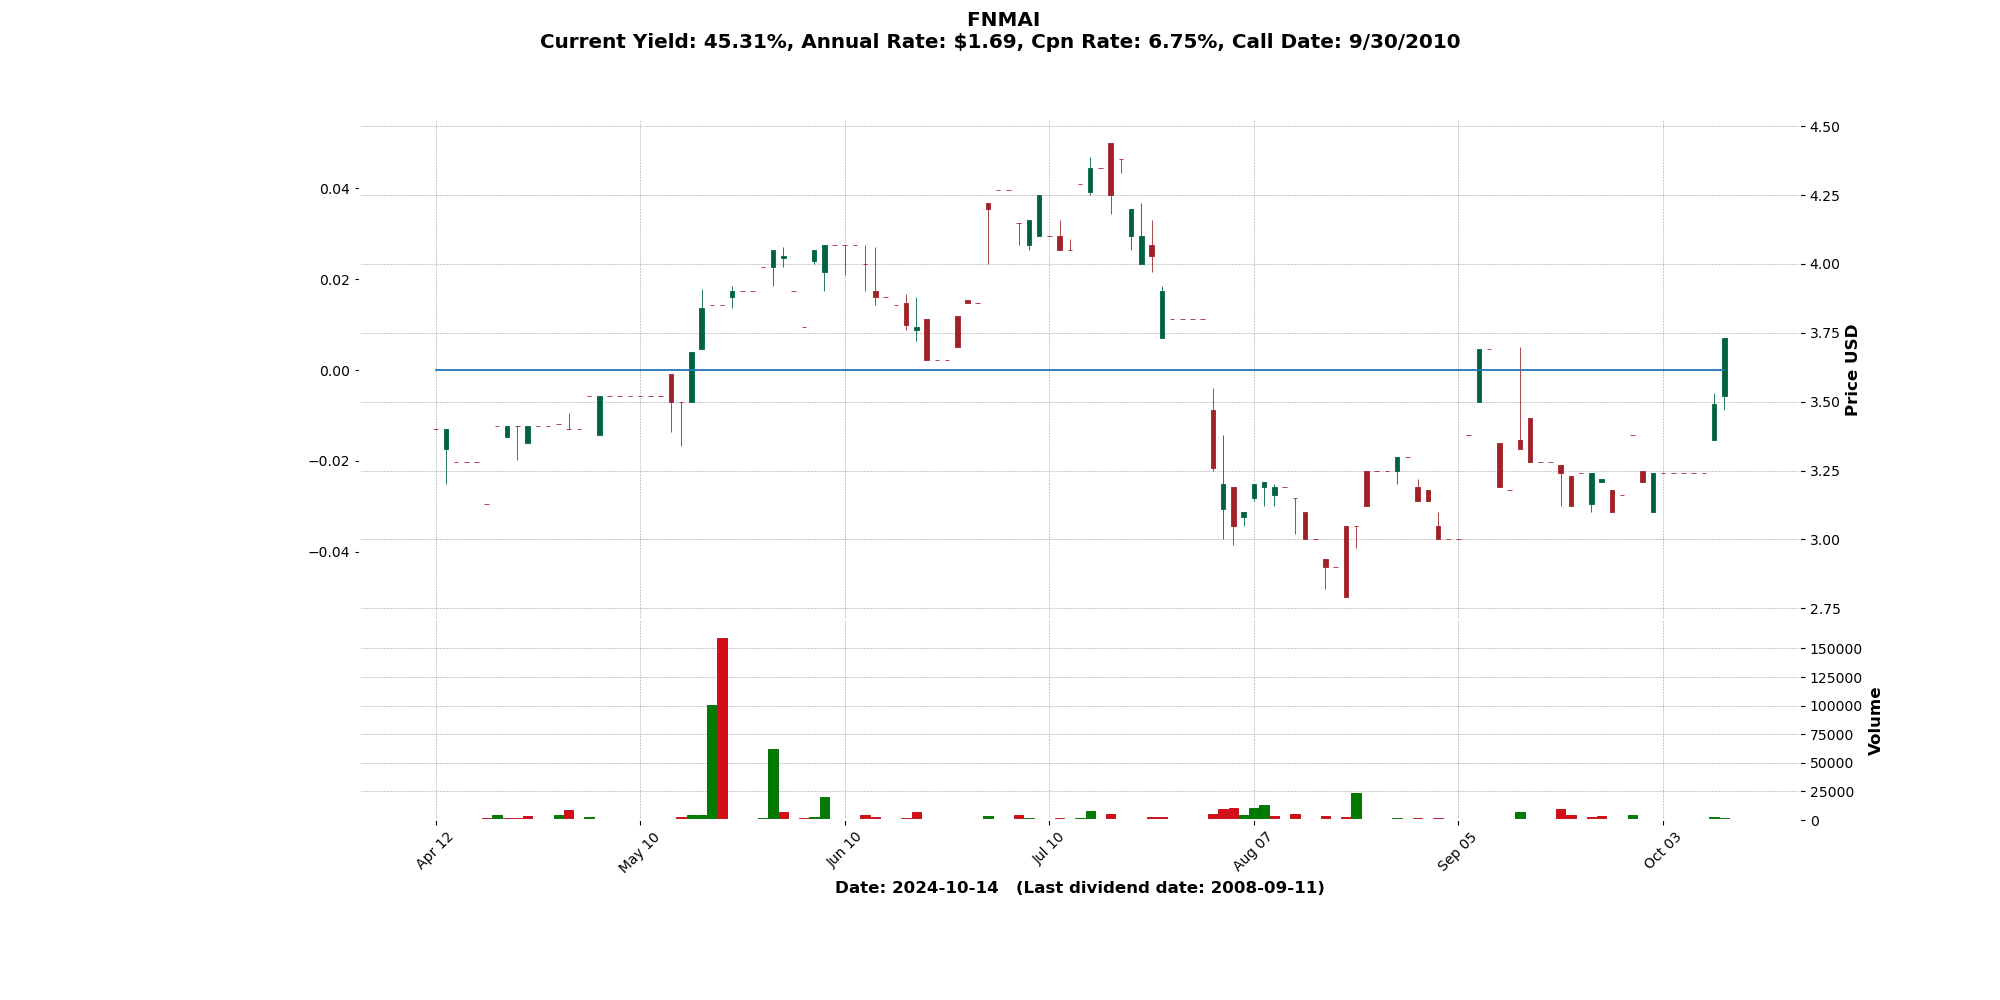 FNMAI
Current Yield: 45.31%, Annual Rate: $1.69, Cpn Rate: 6.75%, Call Date: 9/30/2010
0.04
0.02
0.00
−0.02
−0.04
4.50
4.25
4.00
3.75
3.50
3.25
3.00
2.75
Price USD
150000
125000
100000
75000
50000
25000
0
Volume
Apr 12
May 10
Jun 10
Jul 10
Aug 07
Sep 05
Oct 03
Date: 2024-10-14 (Last dividend date: 2008-09-11)